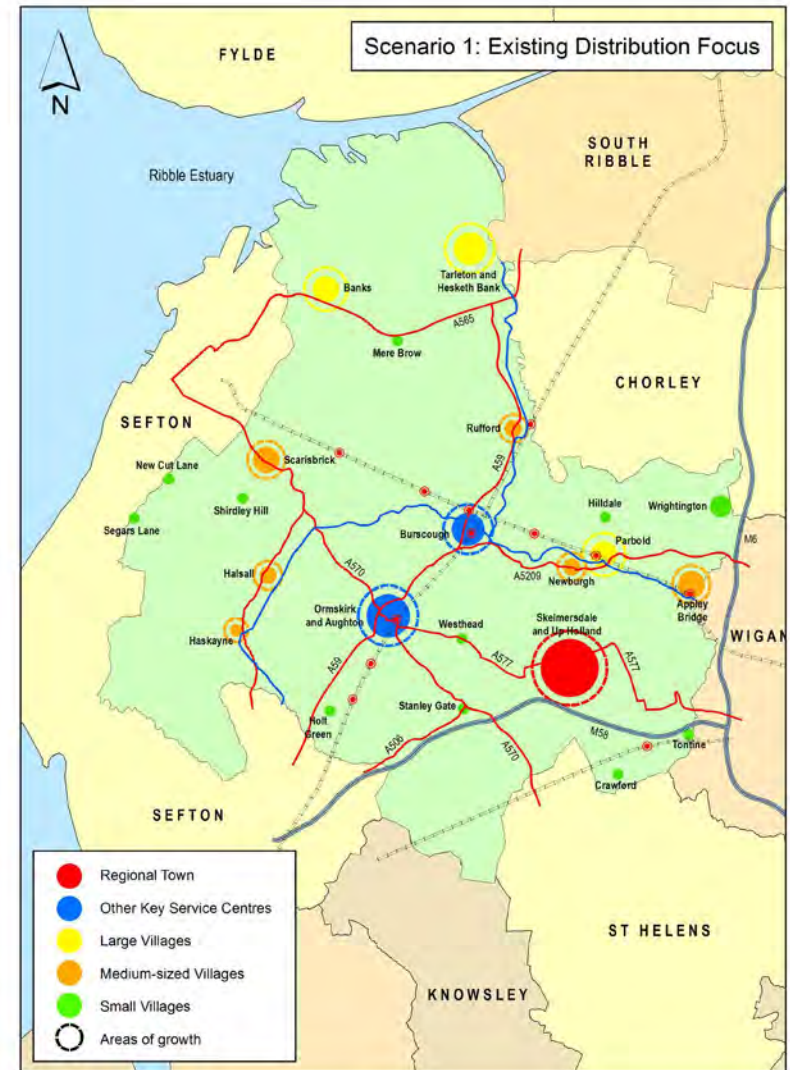 Scenario 1: Existing Distribution Focus
FYLDE
N
SOUTH
RIBBLE
Ribble Estuary
Tarleton and
Hesketh Bank
Banks
A565
Mere Brow
CHORLEY
SEFTON
Rufford
A59
Scarisbrick
New Cut Lane
Shirdley Hill
Segars Lane
Hilldale
Wrightington
Burscough
Parbold
M6
A570
A5209
Newburgh
Halsall
Appley
Bridge
Ormskirk
and Aughton
Westhead
Skelmersdale
and Up Holland
WIGAN
Haskayne
A577
A577
A59
Stanley Gate
Holt
Green
M58
A506
A570
Tontine
Crawford
SEFTON
Regional Town
Other Key Service Centres
Large Villages
Medium-sized Villages
Small Villages
Areas of growth
ST HELENS
KNOWSLEY